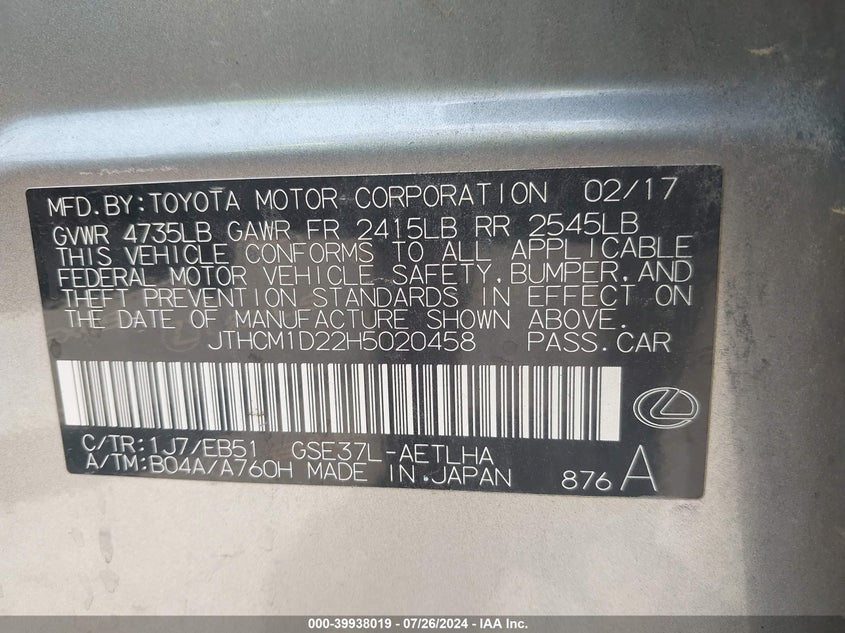 MFD.BY:TOYOTA MOTOR CORPORATION 02/17
GVWR 4735LB GAWR FR 2415LB RR 2545LB
THIS VEHICLE CONFORMS TO ALL APPLICABLE
FEDERAL MOTOR VEHICLE SAFETY,BUMPER,AND
THEFT PREVENTION STANDARDS IN EFFECT ON
THE DATE OF MANUFACTURE SHOWN ABOVE.
JTHCM1D22H5020458 PASS.CAR
C/TR:1J7/EB51 GSE37L-AETLHA
A/TM:B04A/A760H MADE IN JAPAN 876 A
000-39938019 - 07/26/2024 - IAA Inc.